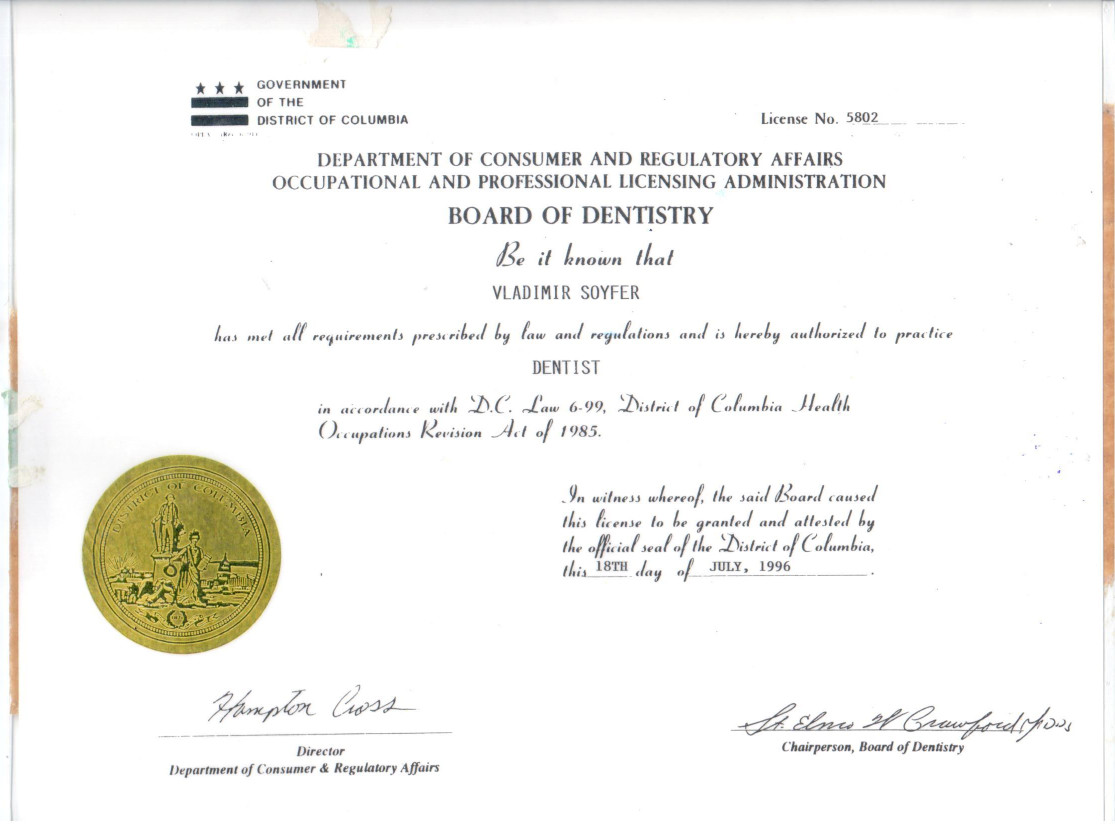 GOVERNMENT
OF THE
DISTRICT OF COLUMBIA
License No. 5802
DEPARTMENT OF CONSUMER AND REGULATORY AFFAIRS
OCCUPATIONAL AND PROFESSIONAL LICENSING ADMINISTRATION
BOARD OF DENTISTRY
Be it known that
VLADIMIR SOYFER
has met all requirements prescribed by law and regulations and is hereby authorized to practice
DENTIST
in accordance with D.C. Law 6-99, District of Columbia Health
Occupations Revision Act of 1985.
DISTRICT OF COLUMBIA
In witness whereof, the said Board caused
this license to be granted and attested by
the official seal of the District of Columbia,
this 18TH day of JULY, 1996.
Hampton Cross
Director
Department of Consumer & Regulatory Affairs
St. Elmo W Crawford, DDS
Chairperson, Board of Dentistry